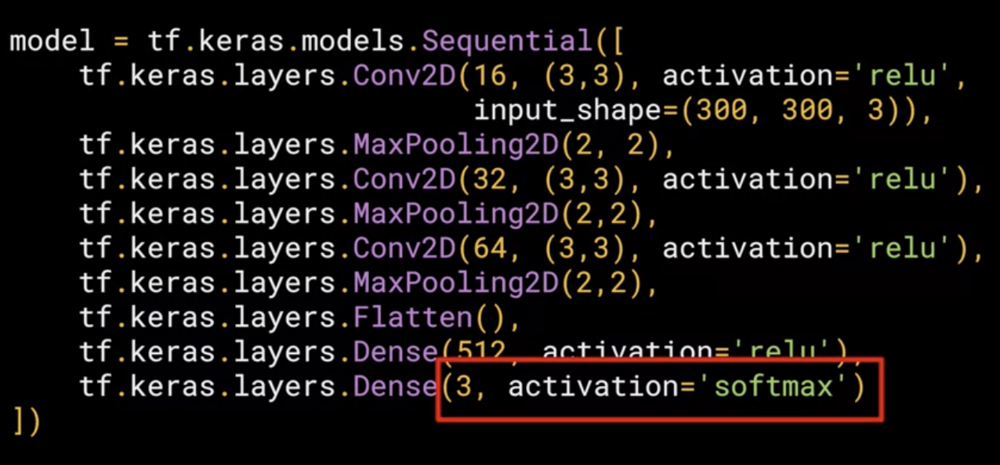 model = tf.keras.models.Sequential([
    tf.keras.layers.Conv2D(16, (3,3), activation='relu',
                           input_shape=(300, 300, 3)),
    tf.keras.layers.MaxPooling2D(2, 2),
    tf.keras.layers.Conv2D(32, (3,3), activation='relu'),
    tf.keras.layers.MaxPooling2D(2,2),
    tf.keras.layers.Conv2D(64, (3,3), activation='relu'),
    tf.keras.layers.MaxPooling2D(2,2),
    tf.keras.layers.Flatten(),
    tf.keras.layers.Dense(512, activation='relu'),
    tf.keras.layers.Dense(3, activation='softmax')
])